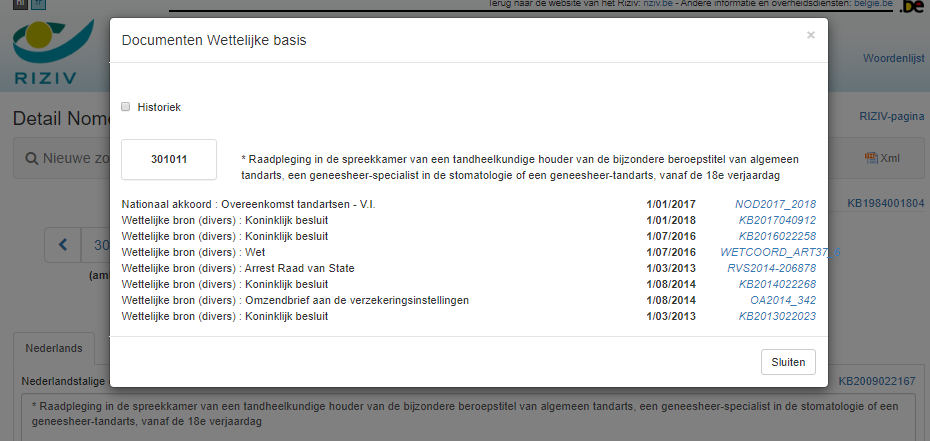 nl fr
Terug naar de website van het Riziv: riziv.be - Andere informatie en overheidsdiensten: belgie.be .be
RIZIV
Woordenlijst
Documenten Wettelijke basis ×
Historiek
Detail Nome
RIZIV-pagina
Nieuwe zo
Xml
301011
* Raadpleging in de spreekkamer van een tandheelkundige houder van de bijzondere beroepstitel van algemeen
tandarts, een geneesheer-specialist in de stomatologie of een geneesheer-tandarts, vanaf de 18e verjaardag
KB1984001804
Nationaal akkoord : Overeenkomst tandartsen - V.I. 1/01/2017 NOD2017_2018
Wettelijke bron (divers) : Koninklijk besluit 1/01/2018 KB2017040912
Wettelijke bron (divers) : Koninklijk besluit 1/07/2016 KB2016022258
Wettelijke bron (divers) : Wet 1/07/2016 WETCOORD_ART37_
Wettelijke bron (divers) : Arrest Raad van State 1/03/2013 RVS2014-206878
Wettelijke bron (divers) : Koninklijk besluit 1/08/2014 KB2014022268
Wettelijke bron (divers) : Omzendbrief aan de verzekeringsinstellingen 1/08/2014 OA2014_342
Wettelijke bron (divers) : Koninklijk besluit 1/03/2013 KB2013022023
30
(am
Sluiten
Nederlands
Nederlandstalige
KB2009022167
* Raadpleging in de spreekkamer van een tandheelkundige houder van de bijzondere beroepstitel van algemeen tandarts, een geneesheer-specialist in de stomatologie of een
geneesheer-tandarts, vanaf de 18e verjaardag